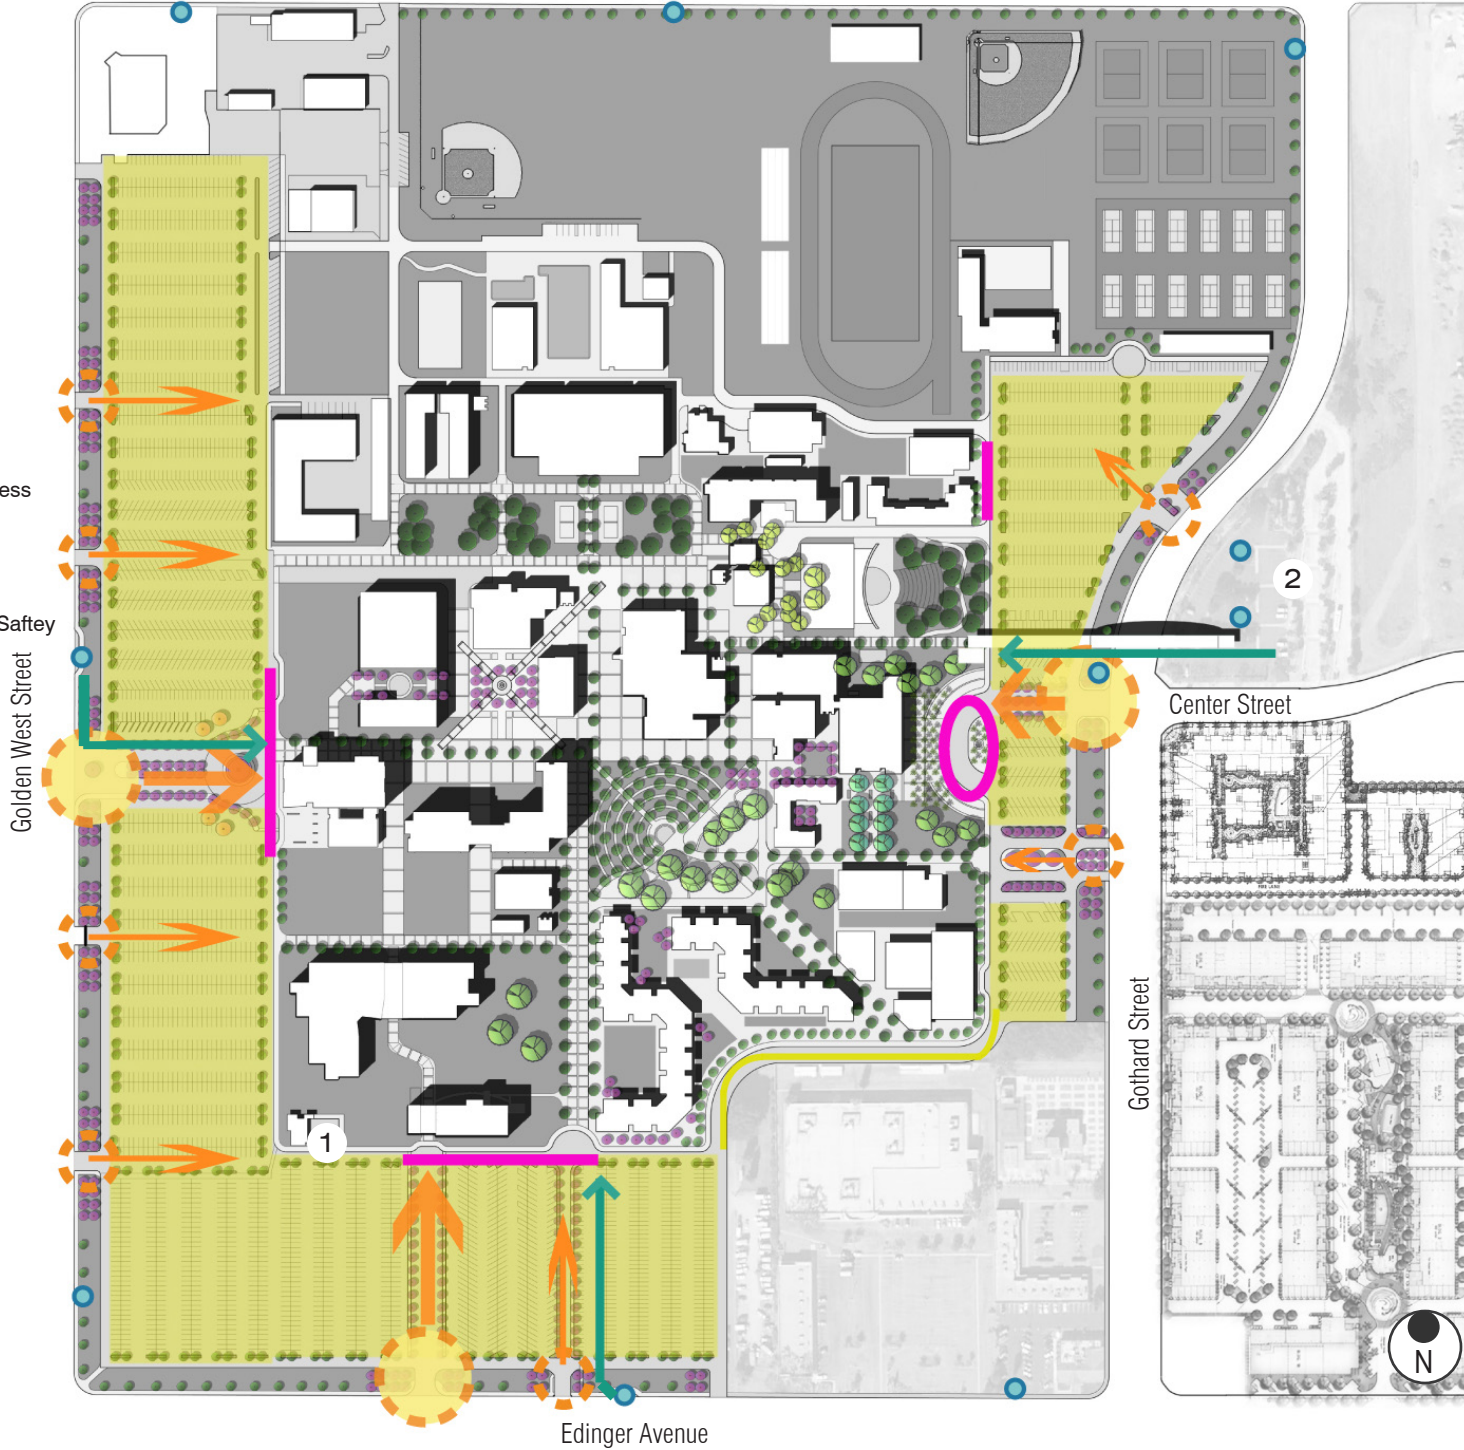 ess
2
Saftey
Golden West Street
Center Street
Gothard Street
1
N
Edinger Avenue